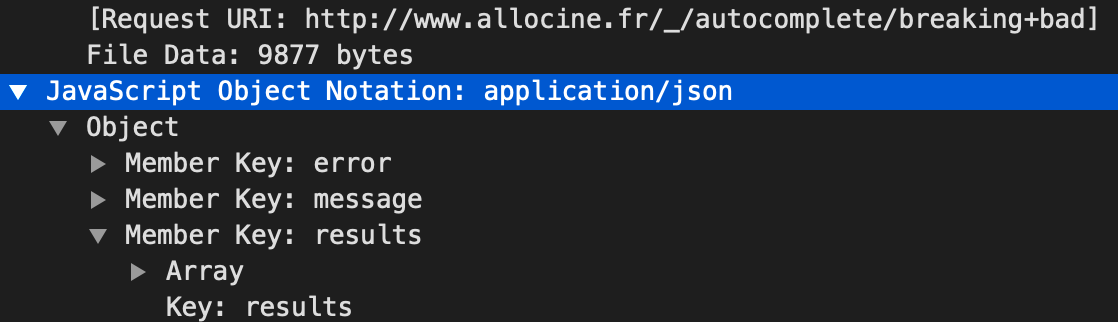 [Request URI: http://www.allocine.fr/_/autocomplete/breaking+bad]
File Data: 9877 bytes
JavaScript Object Notation: application/json
Object
Member Key: error
Member Key: message
Member Key: results
Array
Key: results